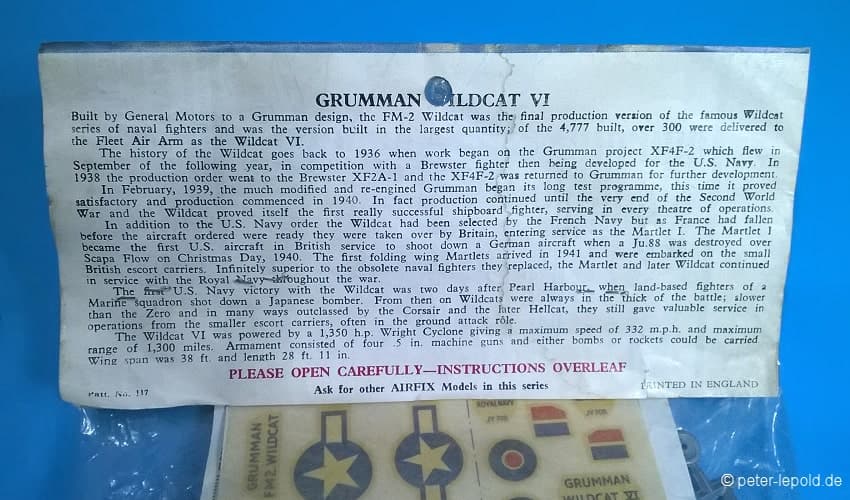 GRUMMAN WILDCAT VI
Built by General Motors to a Grumman design, the FM-2 Wildcat was the final production version of the famous Wildcat
series of naval fighters and was the version built in the largest quantity; of the 4,777 built, over 300 were delivered to
the Fleet Air Arm as the Wildcat VI.
The history of the Wildcat goes back to 1936 when work began on the Grumman project XF4F-2 which flew in
September of the following year, in competition with a Brewster fighter then being developed for the U.S. Navy. In
1938 the production order went to the Brewster XF2A-1 and the XF4F-2 was returned to Grumman for further development.
In February, 1939, the much modified and re-engined Grumman began its long test programme, this time it proved
satisfactory and production commenced in 1940. In fact production continued until the very end of the Second World
War and the Wildcat proved itself the first really successful shipboard fighter, serving in every theatre of operations.
In addition to the U.S. Navy order the Wildcat had been selected by the French Navy but as France had fallen
before the aircraft ordered were ready they were taken over by Britain, entering service as the Martlet I. The Martlet I
became the first U.S. aircraft in British service to shoot down a German aircraft when a Ju.88 was destroyed over
Scapa Flow on Christmas Day, 1940. The first folding wing Martlets arrived in 1941 and were embarked on the small
British escort carriers. Infinitely superior to the obsolete naval fighters they replaced, the Martlet and later Wildcat continued
in service with the Royal Navy throughout the war.
The first U.S. Navy victory with the Wildcat was two days after Pearl Harbour, when land-based fighters of a
Marine Squadron shot down a Japanese bomber. From then on Wildcats were always in the thick of the battle; slower
than the Zero and in many ways outclassed by the Corsair and the later Hellcat, they still gave valuable service in
operations from the smaller escort carriers, often in the ground attack rôle.
The Wildcat VI was powered by a 1,350 h.p. Wright Cyclone giving a maximum speed of 332 m.p.h. and maximum
range of 1,300 miles. Armament consisted of four .5 in. machine guns and either bombs or rockets could be carried
Wing span was 38 ft. and length 28 ft. 11 in.
PLEASE OPEN CAREFULLY—INSTRUCTIONS OVERLEAF
Patt. No. 117
Ask for other AIRFIX Models in this series
PRINTED IN ENGLAND
GRUMMAN
FM2 WILDCAT
ROYAL NAVY
JV 708
JV 708
GRUMMAN
WILDCAT VI
© peter-lepold.de